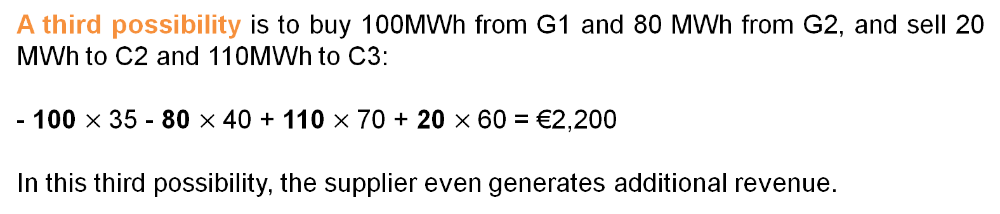 A third possibility is to buy 100MWh from G1 and 80 MWh from G2, and sell 20
MWh to C2 and 110MWh to C3:
- 100 × 35 - 80 × 40 + 110 × 70 + 20 × 60 = €2,200
In this third possibility, the supplier even generates additional revenue.